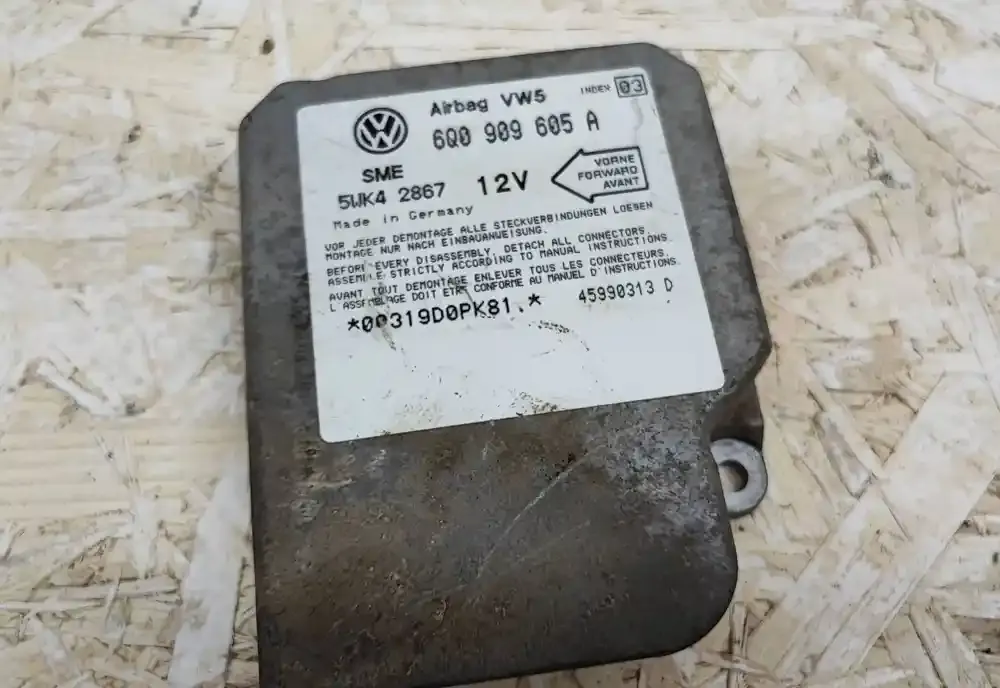 Airbag VW5
INDEX 03
6Q0 909 605 A
SME
5WK4 2867
12V
VORNE
FORWARD
AVANT
Made in Germany
VOR JEDER DEMONTAGE ALLE STECKVERBINDUNGEN LOESEN
MONTAGE NUR NACH EINBAUANWEISUNG.
BEFORE EVERY DISASSEMBLY, DETACH ALL CONNECTORS.
ASSEMBLE STRICTLY ACCORDING TO MANUAL INSTRUCTIONS.
AVANT TOUT DEMONTAGE ENLEVER TOUS LES CONNECTEURS.
L'ASSEMBLAGE DOIT ETRE CONFORME AU MANUEL D'INSTRUCTIONS.
*00319D0PK81.*
45990313 D